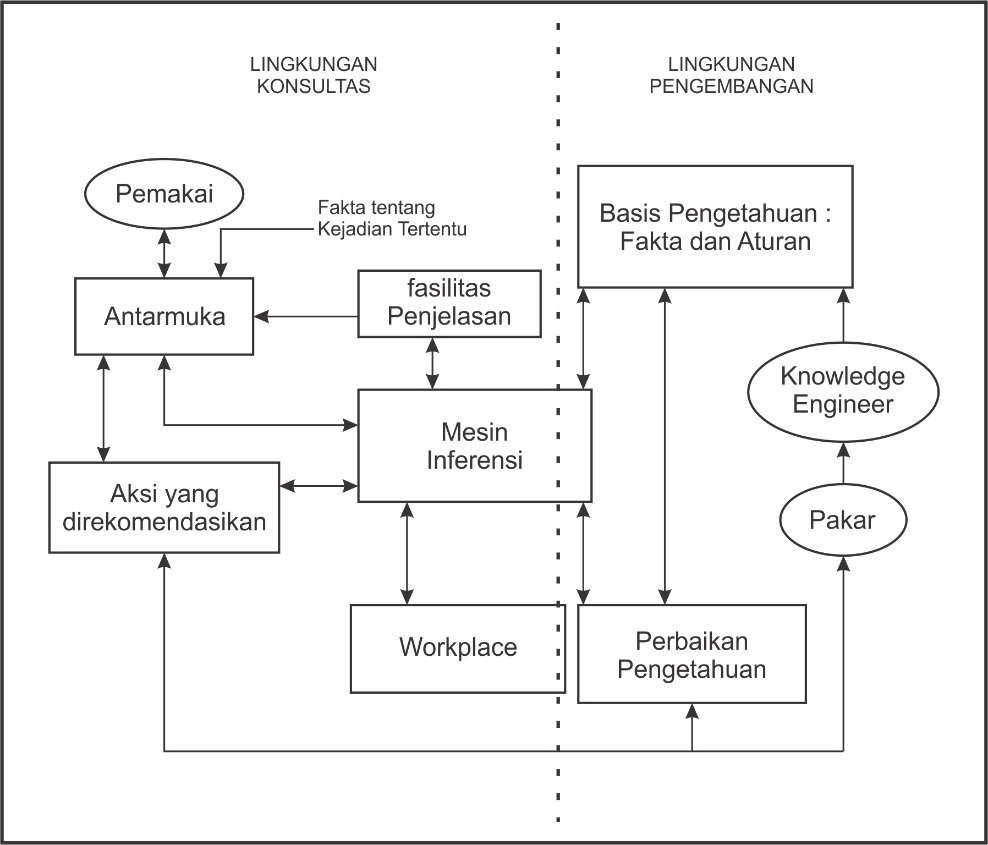 LINGKUNGAN
KONSULTAS
LINGKUNGAN
PENGEMBANGAN
Pemakai
Fakta tentang
Kejadian Tertentu
Basis Pengetahuan :
Fakta dan Aturan
Antarmuka
fasilitas
Penjelasan
Knowledge
Engineer
Mesin
Inferensi
Aksi yang
direkomendasikan
Pakar
Workplace
Perbaikan
Pengetahuan